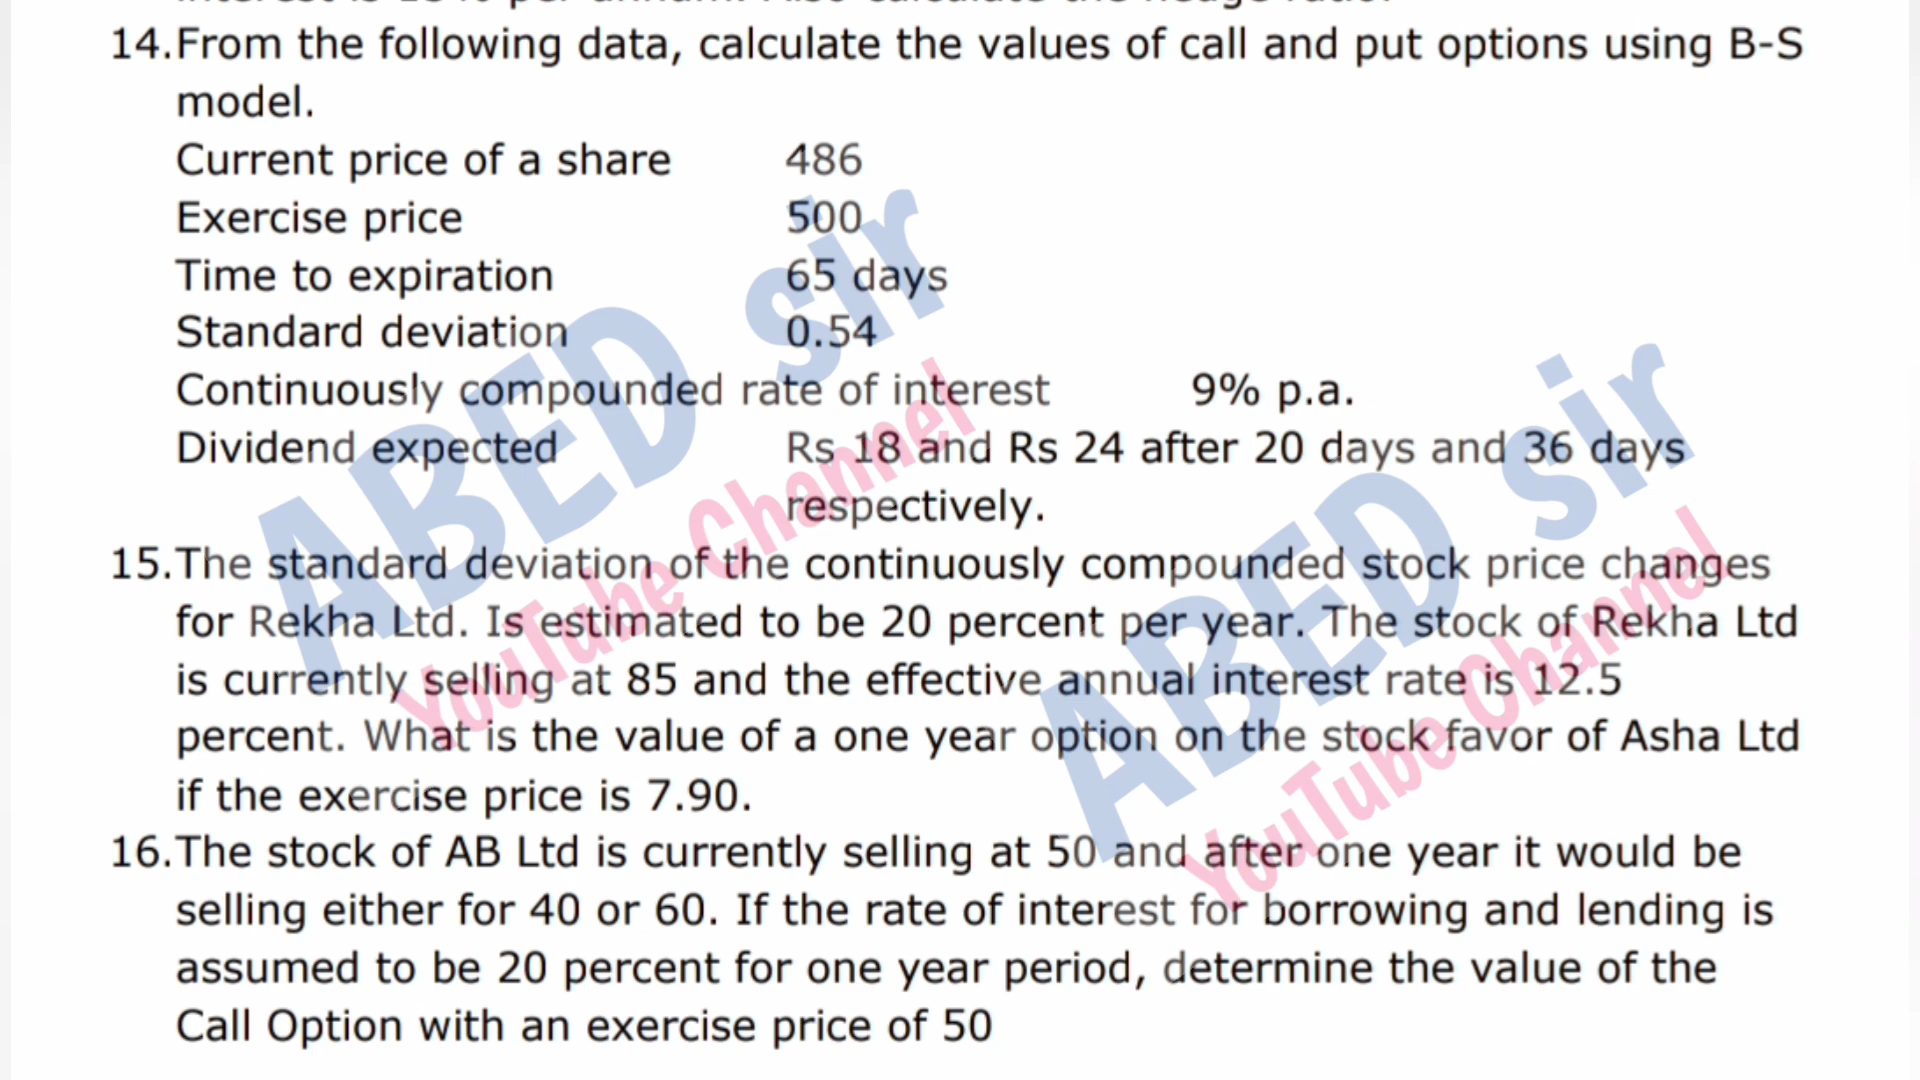 14.From the following data, calculate the values of call and put options using B-S
model.
Current price of a share 486
Exercise price 500
Time to expiration 65 days
Standard deviation 0.54
Continuously compounded rate of interest 9% p.a.
Dividend expected Rs 18 and Rs 24 after 20 days and 36 days
respectively.
15.The standard deviation of the continuously compounded stock price changes
for Rekha Ltd. Is estimated to be 20 percent per year. The stock of Rekha Ltd
is currently selling at 85 and the effective annual interest rate is 12.5
percent. What is the value of a one year option on the stock favor of Asha Ltd
if the exercise price is 7.90.
16.The stock of AB Ltd is currently selling at 50 and after one year it would be
selling either for 40 or 60. If the rate of interest for borrowing and lending is
assumed to be 20 percent for one year period, determine the value of the
Call Option with an exercise price of 50
ABED sir
YouTube Channel
ABED sir
YouTube Channel